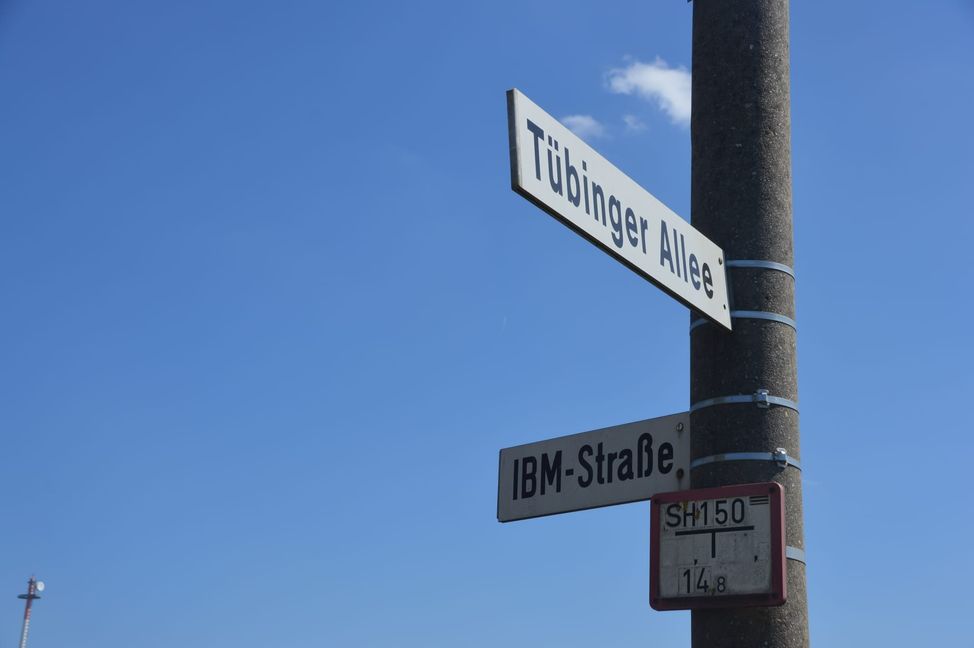 Tübinger Allee
IBM-Straße
SH150
14,8